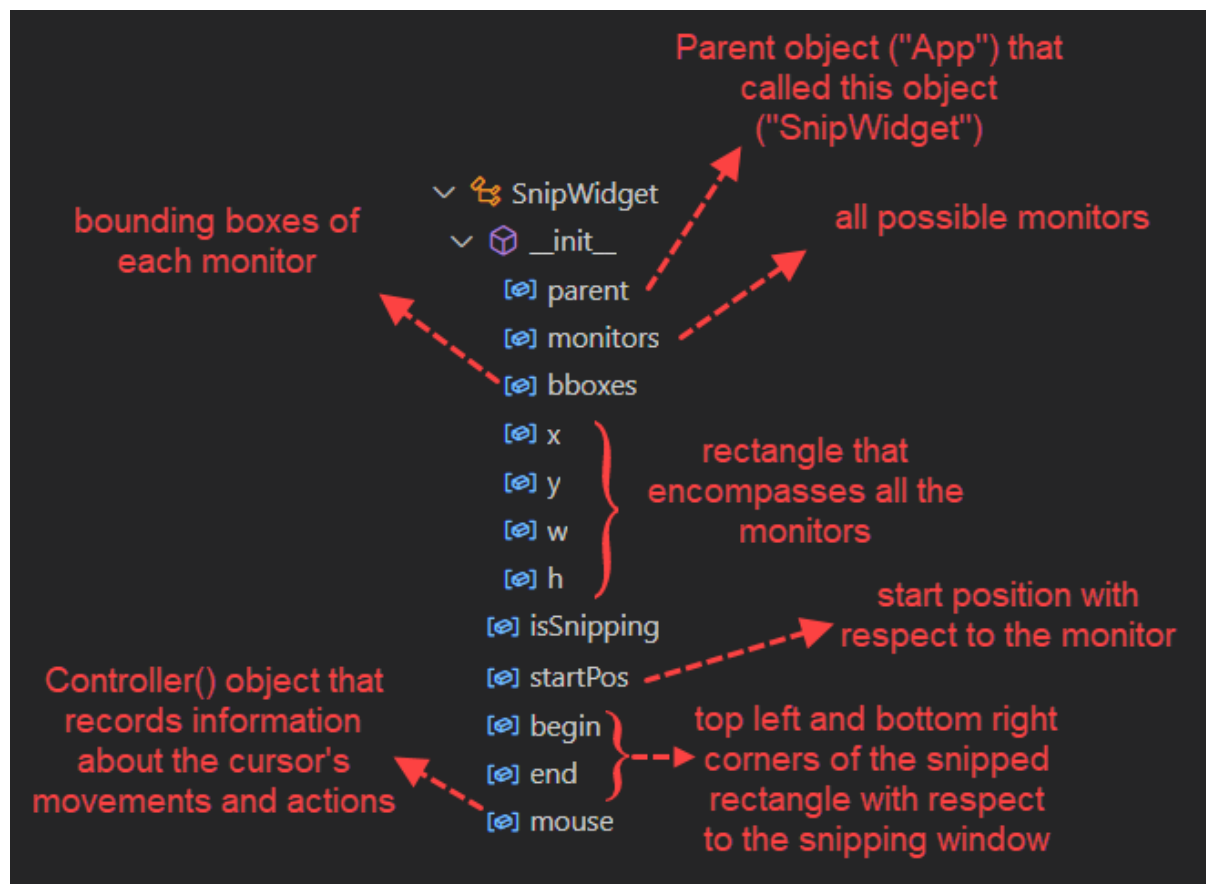 Parent object ("App") that
called this object
("SnipWidget")
SnipWidget
bounding boxes of
each monitor
all possible monitors
__init__
parent
monitors
bboxes
x
y
w
h
rectangle that
encompasses all the
monitors
isSnipping
start position with
respect to the monitor
startPos
Controller() object that
records information
about the cursor's
movements and actions
begin
end
top left and bottom right
corners of the snipped
rectangle with respect
to the snipping window
mouse